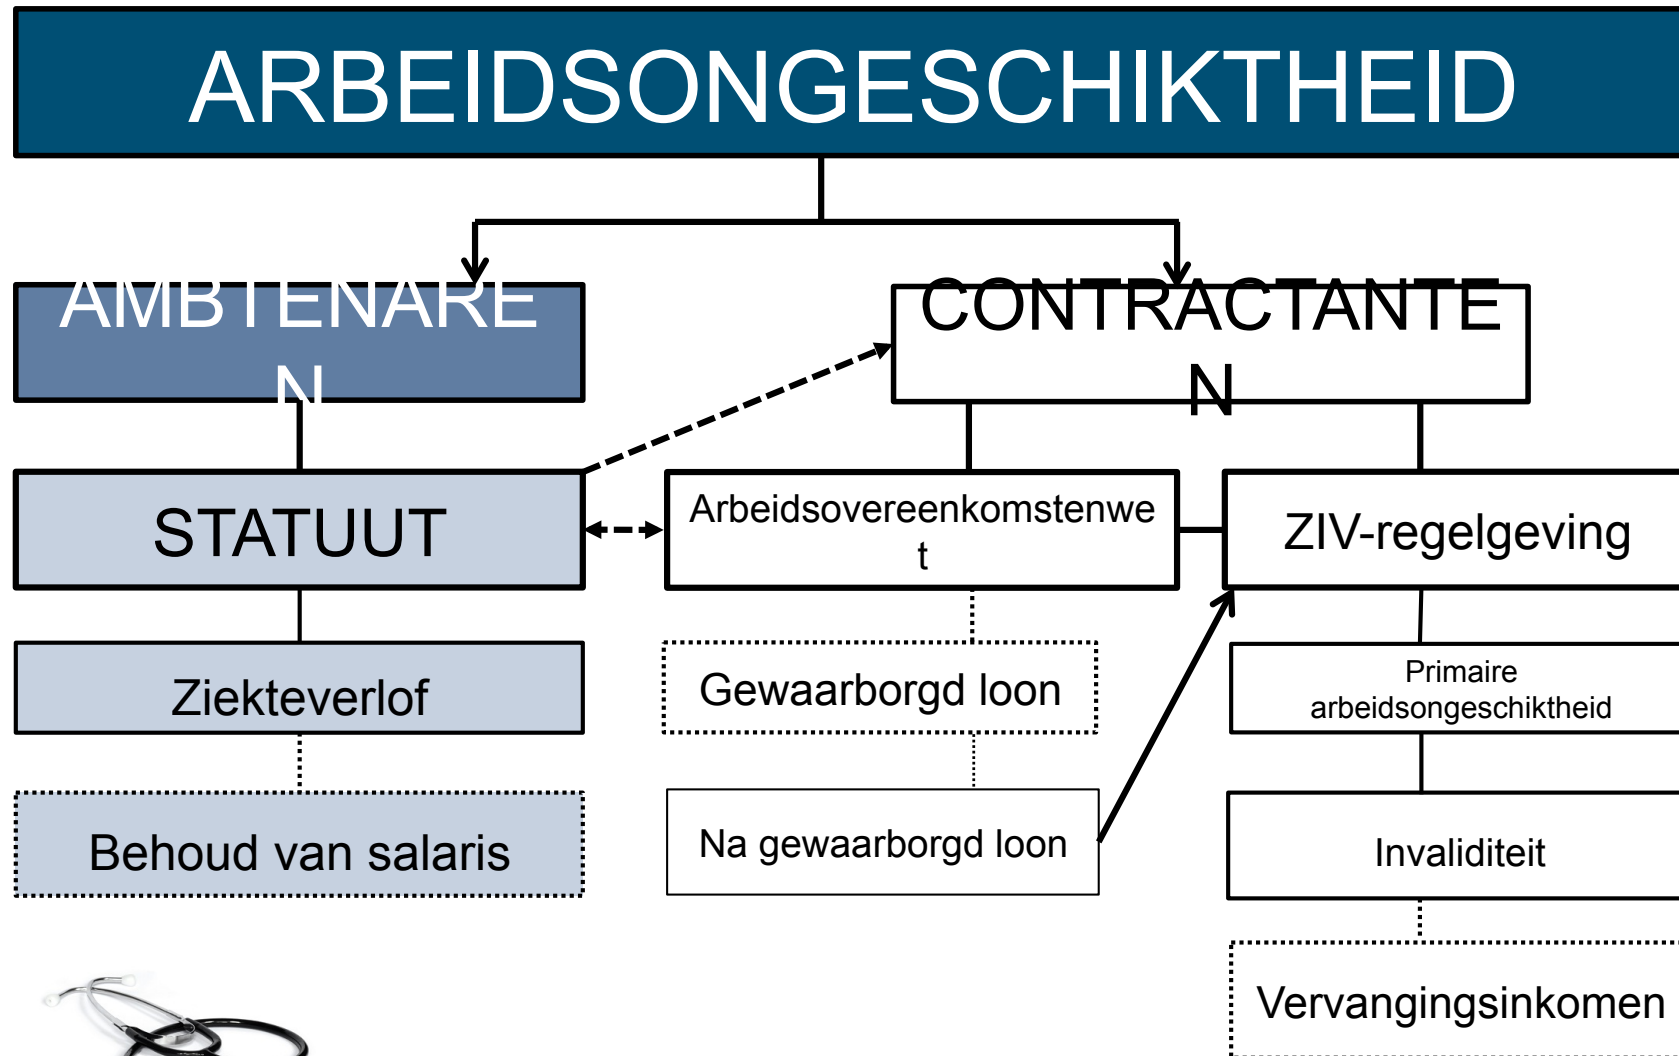 ARBEIDSONGESCHIKTHEID
AMBTENARE
N
CONTRACTANTE
N
STATUUT
Arbeidsovereenkomstenwe
t
ZIV-regelgeving
Ziekteverlof
Gewaarborgd loon
Primaire
arbeidsongeschiktheid
Behoud van salaris
Na gewaarborgd loon
Invaliditeit
Vervangingsinkomen